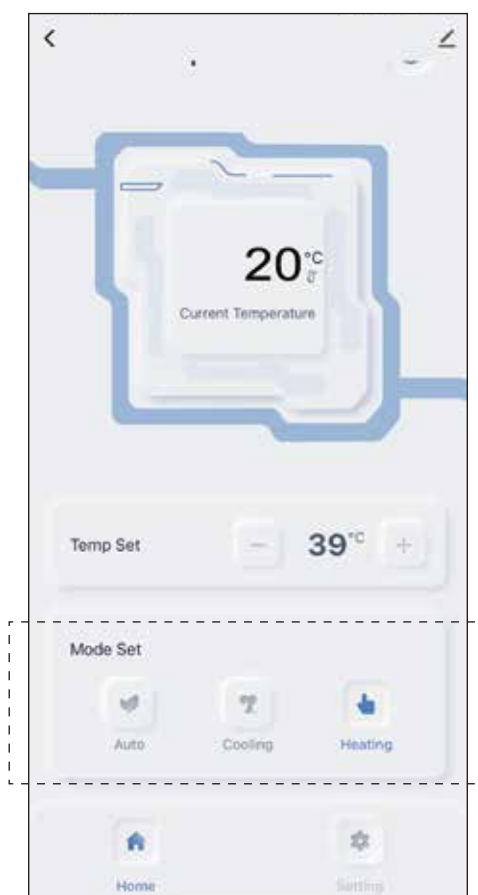 20°C
Current Temperature
Temp Set
39°C
Mode Set
Auto Cooling Heating
Home Setting